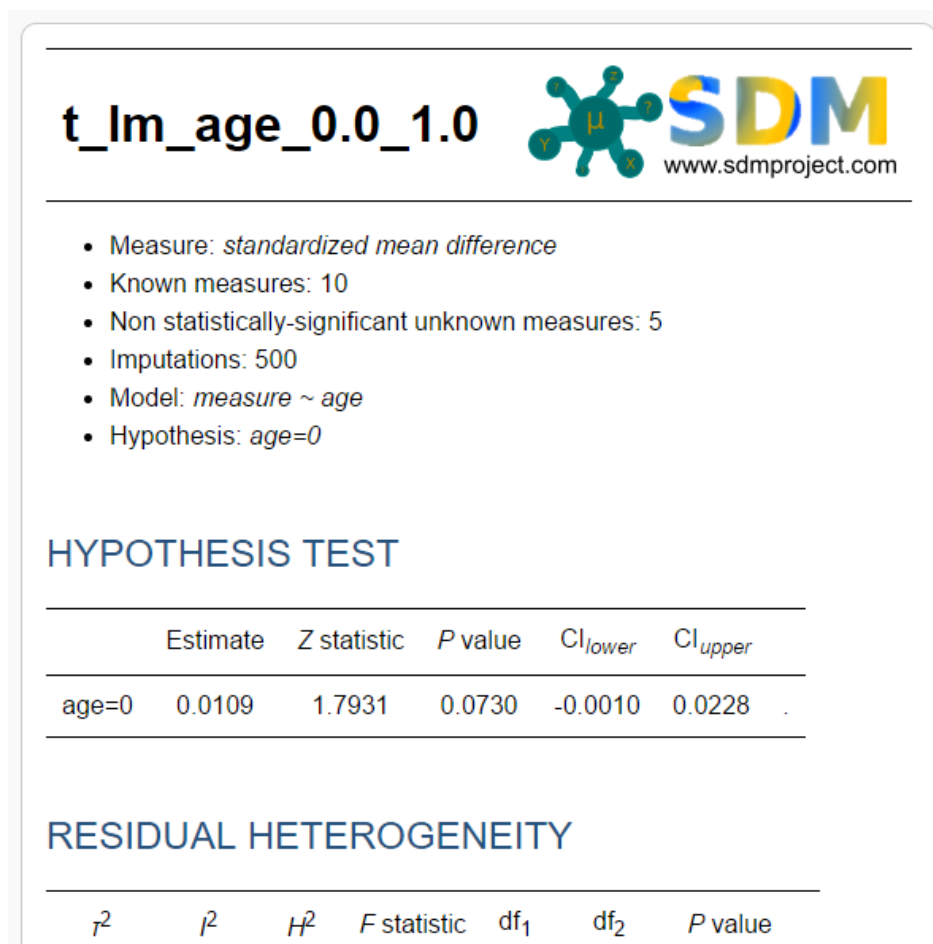 t_lm_age_0.0_1.0
? Z ? μ Y X ?
SDM
www.sdmproject.com
• Measure: standardized mean difference
• Known measures: 10
• Non statistically-significant unknown measures: 5
• Imputations: 500
• Model: measure ~ age
• Hypothesis: age=0
HYPOTHESIS TEST
Estimate Z statistic P value CI_lower CI_upper
age=0 0.0109 1.7931 0.0730 -0.0010 0.0228 .
RESIDUAL HETEROGENEITY
τ² I² H² F statistic df₁ df₂ P value